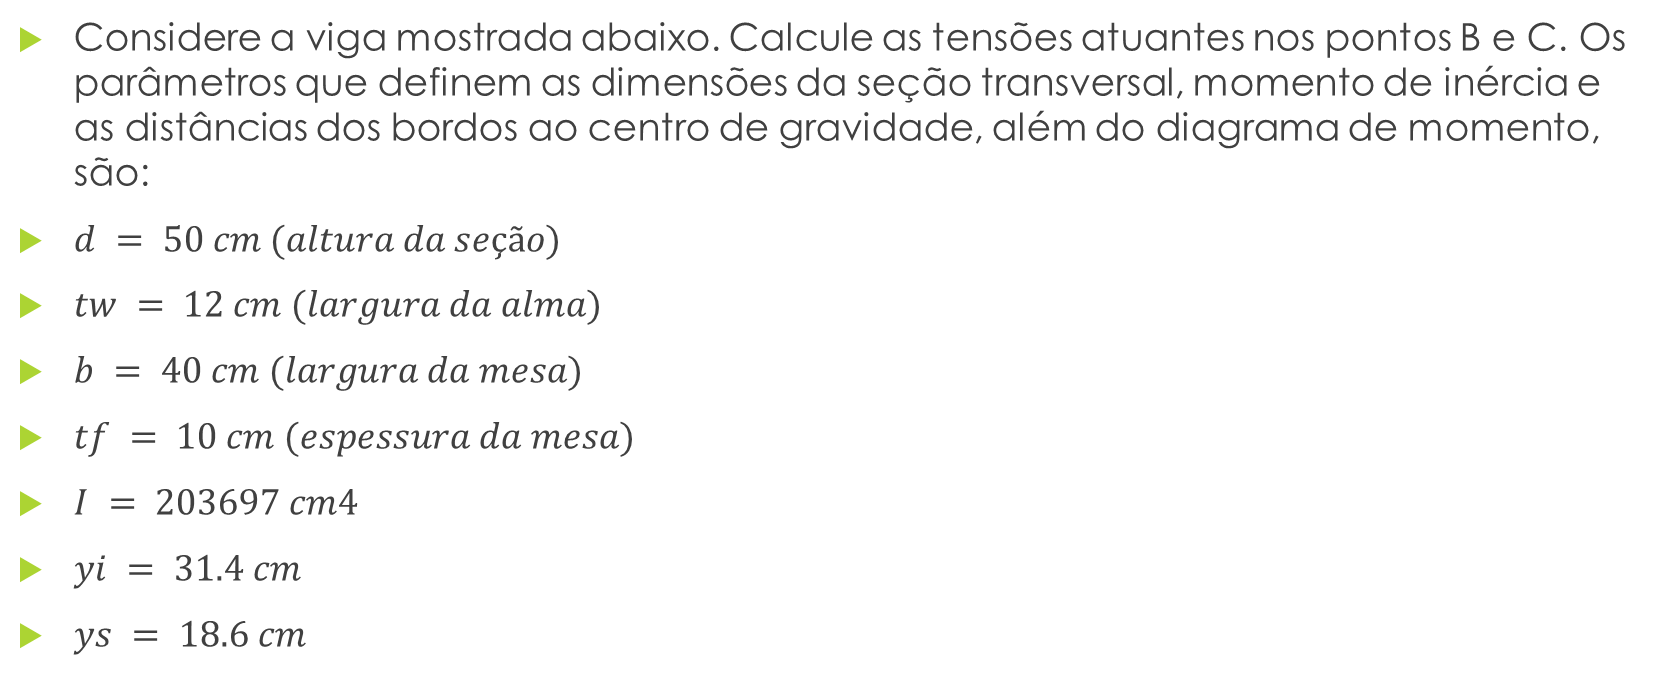 Considere a viga mostrada abaixo. Calcule as tensões atuantes nos pontos B e C. Os
parâmetros que definem as dimensões da seção transversal, momento de inércia e
as distâncias dos bordos ao centro de gravidade, além do diagrama de momento,
são:
d = 50 cm (altura da seção)
tw = 12 cm (largura da alma)
b = 40 cm (largura da mesa)
tf = 10 cm (espessura da mesa)
I = 203697 cm4
yi = 31.4 cm
ys = 18.6 cm